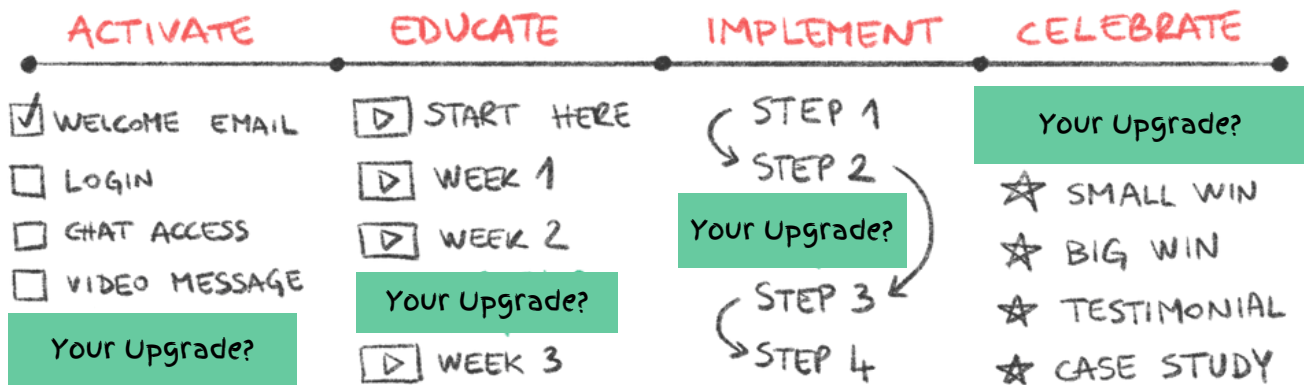 ACTIVATE
EDUCATE
IMPLEMENT
CELEBRATE
WELCOME EMAIL
LOGIN
CHAT ACCESS
VIDEO MESSAGE
Your Upgrade?
START HERE
WEEK 1
WEEK 2
Your Upgrade?
WEEK 3
STEP 1
STEP 2
Your Upgrade?
STEP 3
STEP 4
Your Upgrade?
SMALL WIN
BIG WIN
TESTIMONIAL
CASE STUDY